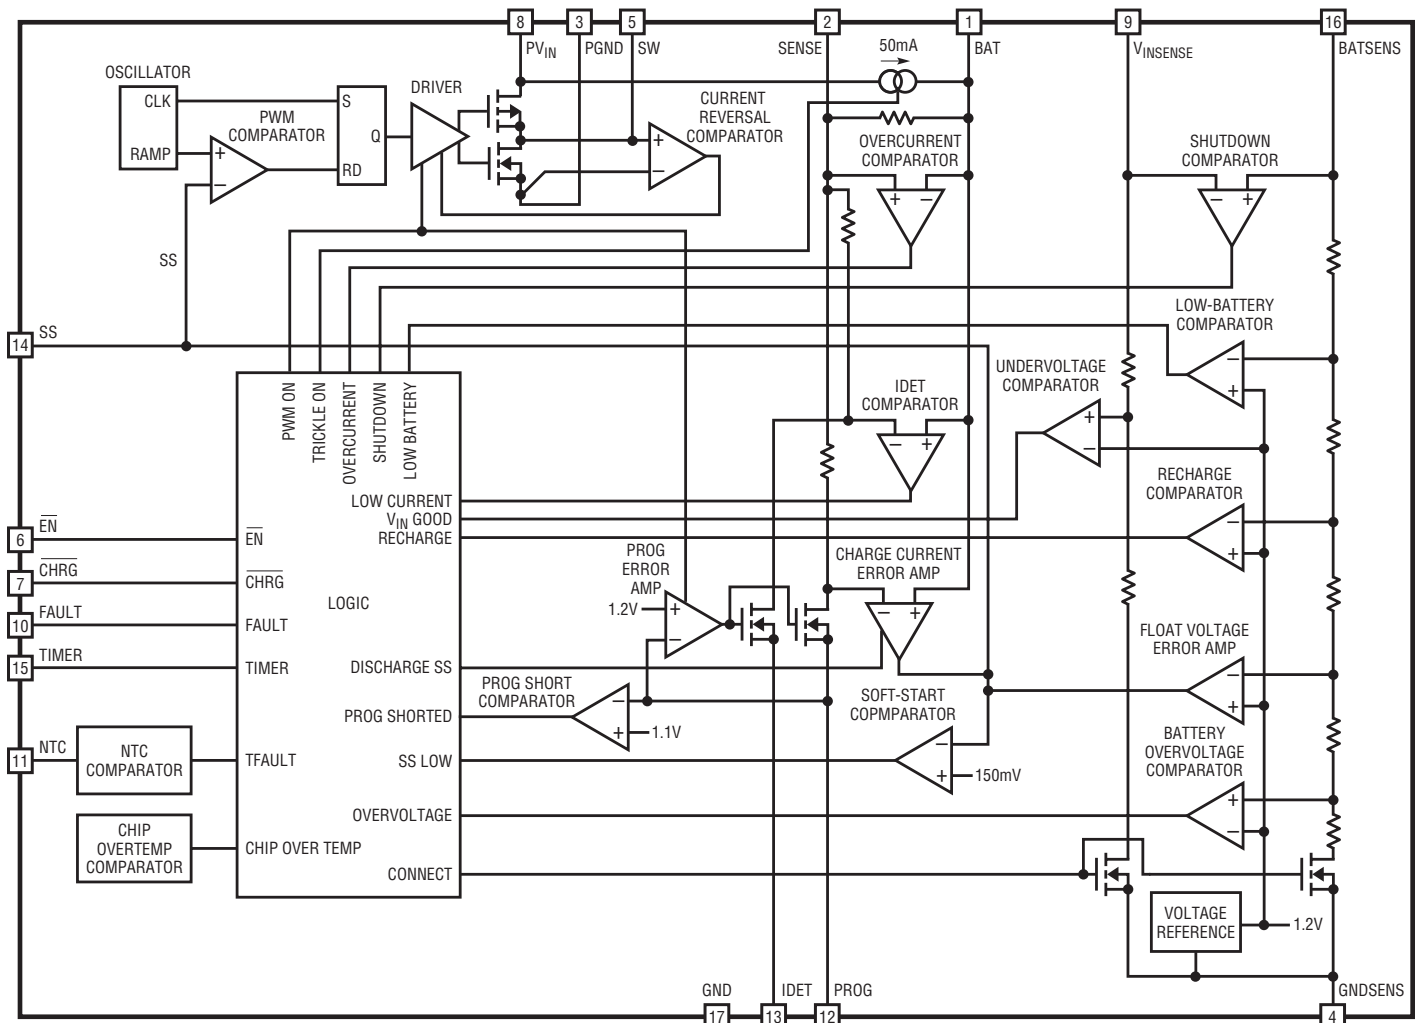 8
3
5
2
1
9
16
PVIN
PGND
SW
SENSE
50mA
BAT
VINSENSE
BATSENS
OSCILLATOR
CLK
RAMP
PWM
COMPARATOR
+
−
S
Q
RD
DRIVER
CURRENT
REVERSAL
COMPARATOR
+
−
OVERCURRENT
COMPARATOR
+ −
SHUTDOWN
COMPARATOR
− +
SS
14
SS
LOW-BATTERY
COMPARATOR
−
+
UNDERVOLTAGE
COMPARATOR
+
−
IDET
COMPARATOR
− +
PWM ON
TRICKLE ON
OVERCURRENT
SHUTDOWN
LOW BATTERY
LOW CURRENT
VIN GOOD
RECHARGE
RECHARGE
COMPARATOR
−
+
6
EN
EN
7
CHRG
CHRG
LOGIC
10
FAULT
FAULT
15
TIMER
TIMER
PROG
ERROR
AMP
1.2V
+
−
CHARGE CURRENT
ERROR AMP
− +
FLOAT VOLTAGE
ERROR AMP
−
+
DISCHARGE SS
PROG SHORT
COMPARATOR
−
+
1.1V
PROG SHORTED
SOFT-START
COPMPARATOR
−
+
150mV
SS LOW
11
NTC
NTC
COMPARATOR
TFAULT
BATTERY
OVERVOLTAGE
COMPARATOR
+
−
OVERVOLTAGE
CHIP
OVERTEMP
COMPARATOR
CHIP OVER TEMP
CONNECT
VOLTAGE
REFERENCE
1.2V
GND
IDET
PROG
GNDSENS
17
13
12
4